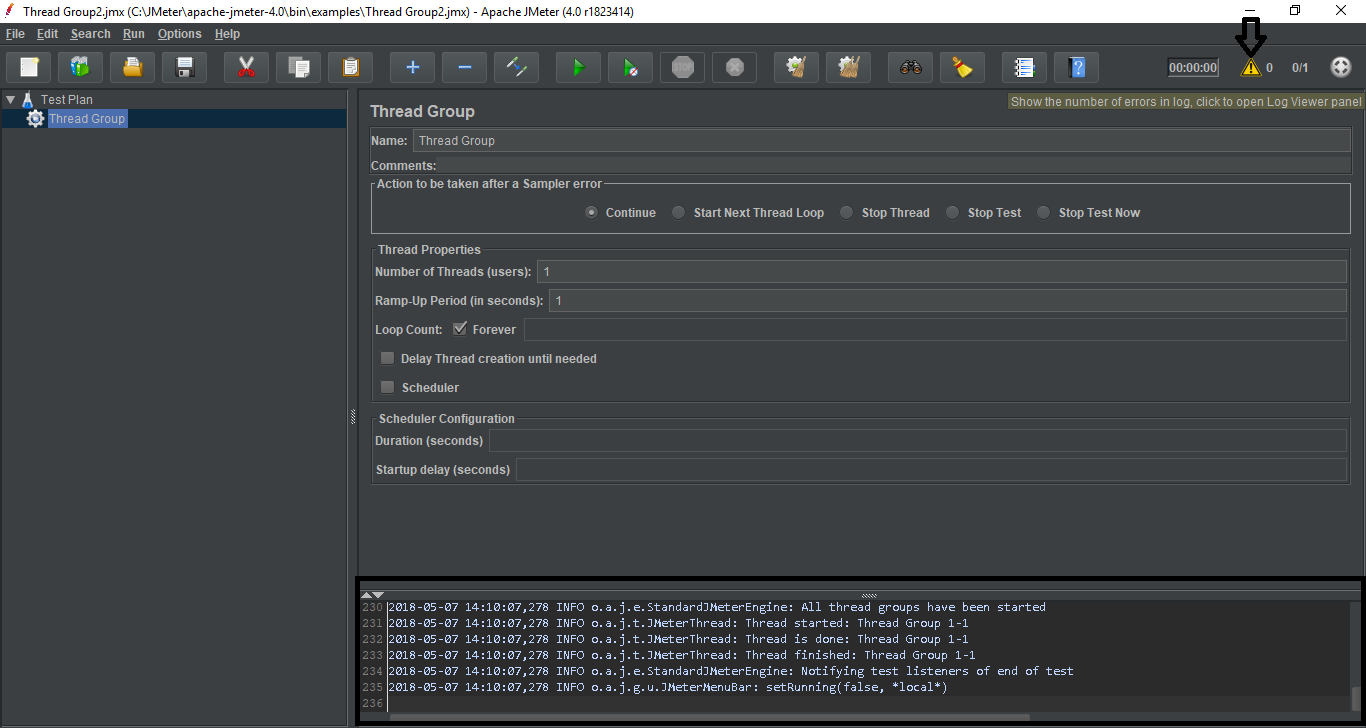 Thread Group2.jmx (C:\JMeter\apache-jmeter-4.0\bin\examples\Thread Group2.jmx) - Apache JMeter (4.0 r1823414)
File Edit Search Run Options Help
STOP 00:00:00 0 0/1
Show the number of errors in log, click to open Log Viewer panel
Test Plan
Thread Group
Thread Group
Name: Thread Group
Comments:
Action to be taken after a Sampler error
Continue Start Next Thread Loop Stop Thread Stop Test Stop Test Now
Thread Properties
Number of Threads (users): 1
Ramp-Up Period (in seconds): 1
Loop Count: Forever
Delay Thread creation until needed
Scheduler
Scheduler Configuration
Duration (seconds)
Startup delay (seconds)
230 2018-05-07 14:10:07,278 INFO o.a.j.e.StandardJMeterEngine: All thread groups have been started
231 2018-05-07 14:10:07,278 INFO o.a.j.t.JMeterThread: Thread started: Thread Group 1-1
232 2018-05-07 14:10:07,278 INFO o.a.j.t.JMeterThread: Thread is done: Thread Group 1-1
233 2018-05-07 14:10:07,278 INFO o.a.j.t.JMeterThread: Thread finished: Thread Group 1-1
234 2018-05-07 14:10:07,278 INFO o.a.j.e.StandardJMeterEngine: Notifying test listeners of end of test
235 2018-05-07 14:10:07,278 INFO o.a.j.g.u.JMeterMenuBar: setRunning(false, *local*)
236